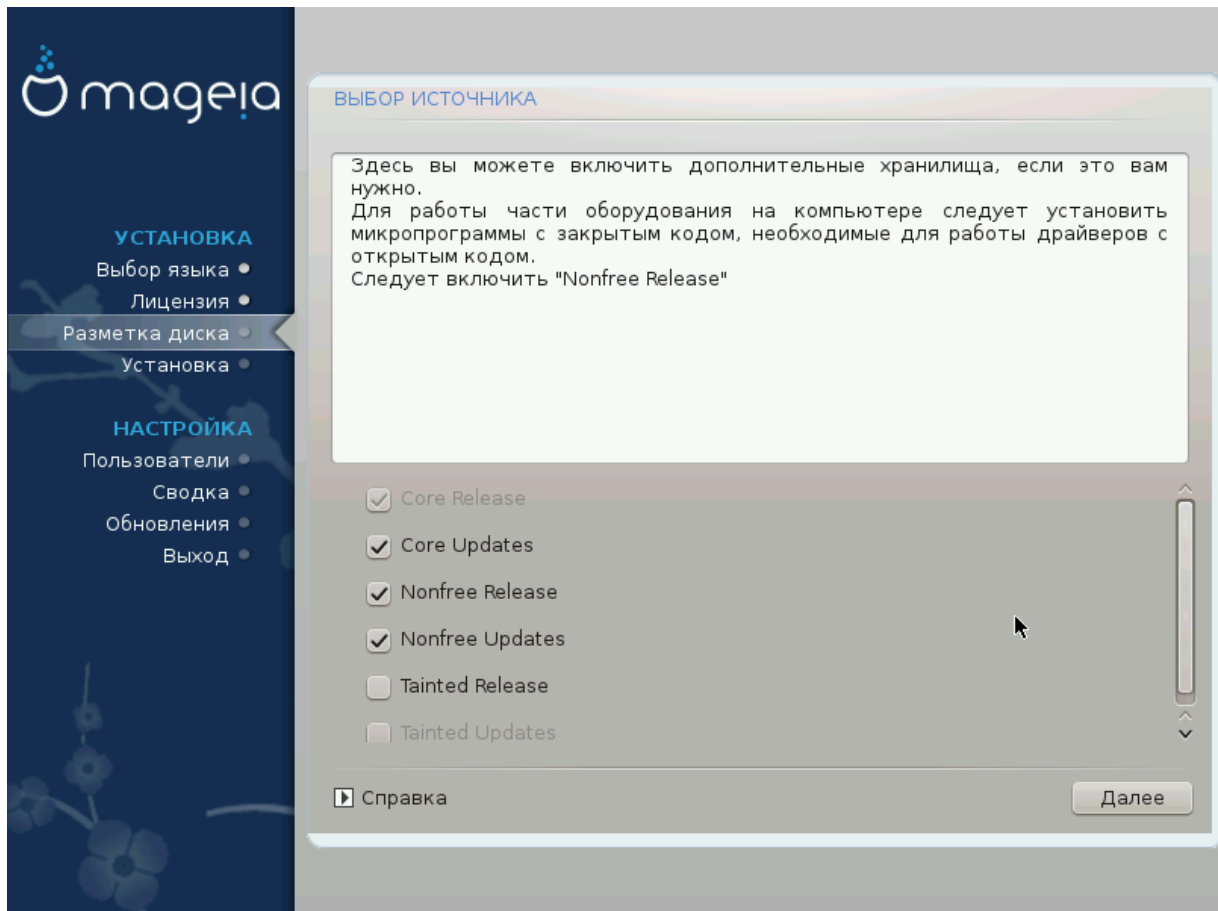 mageia
УСТАНОВКА
Выбор языка
Лицензия
Разметка диска
Установка
НАСТРОЙКА
Пользователи
Сводка
Обновления
Выход
ВЫБОР ИСТОЧНИКА
Здесь вы можете включить дополнительные хранилища, если это вам
нужно.
Для работы части оборудования на компьютере следует установить
микропрограммы с закрытым кодом, необходимые для работы драйверов с
открытым кодом.
Следует включить "Nonfree Release"
Core Release
Core Updates
Nonfree Release
Nonfree Updates
Tainted Release
Tainted Updates
Справка
Далее